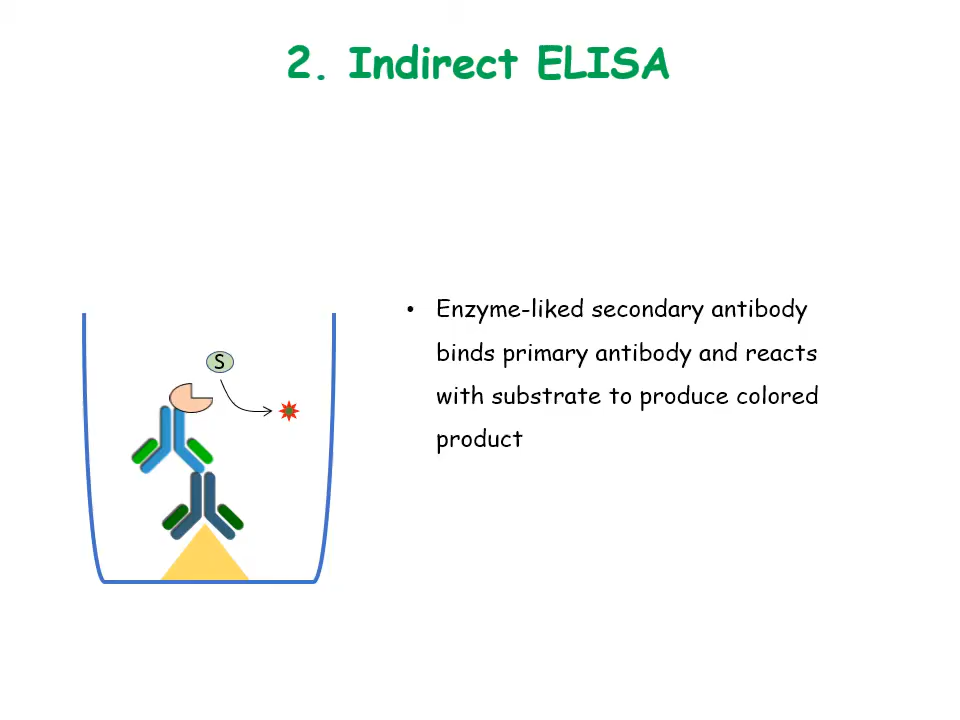 2. Indirect ELISA
• Enzyme-liked secondary antibody
binds primary antibody and reacts
with substrate to produce colored
product
S